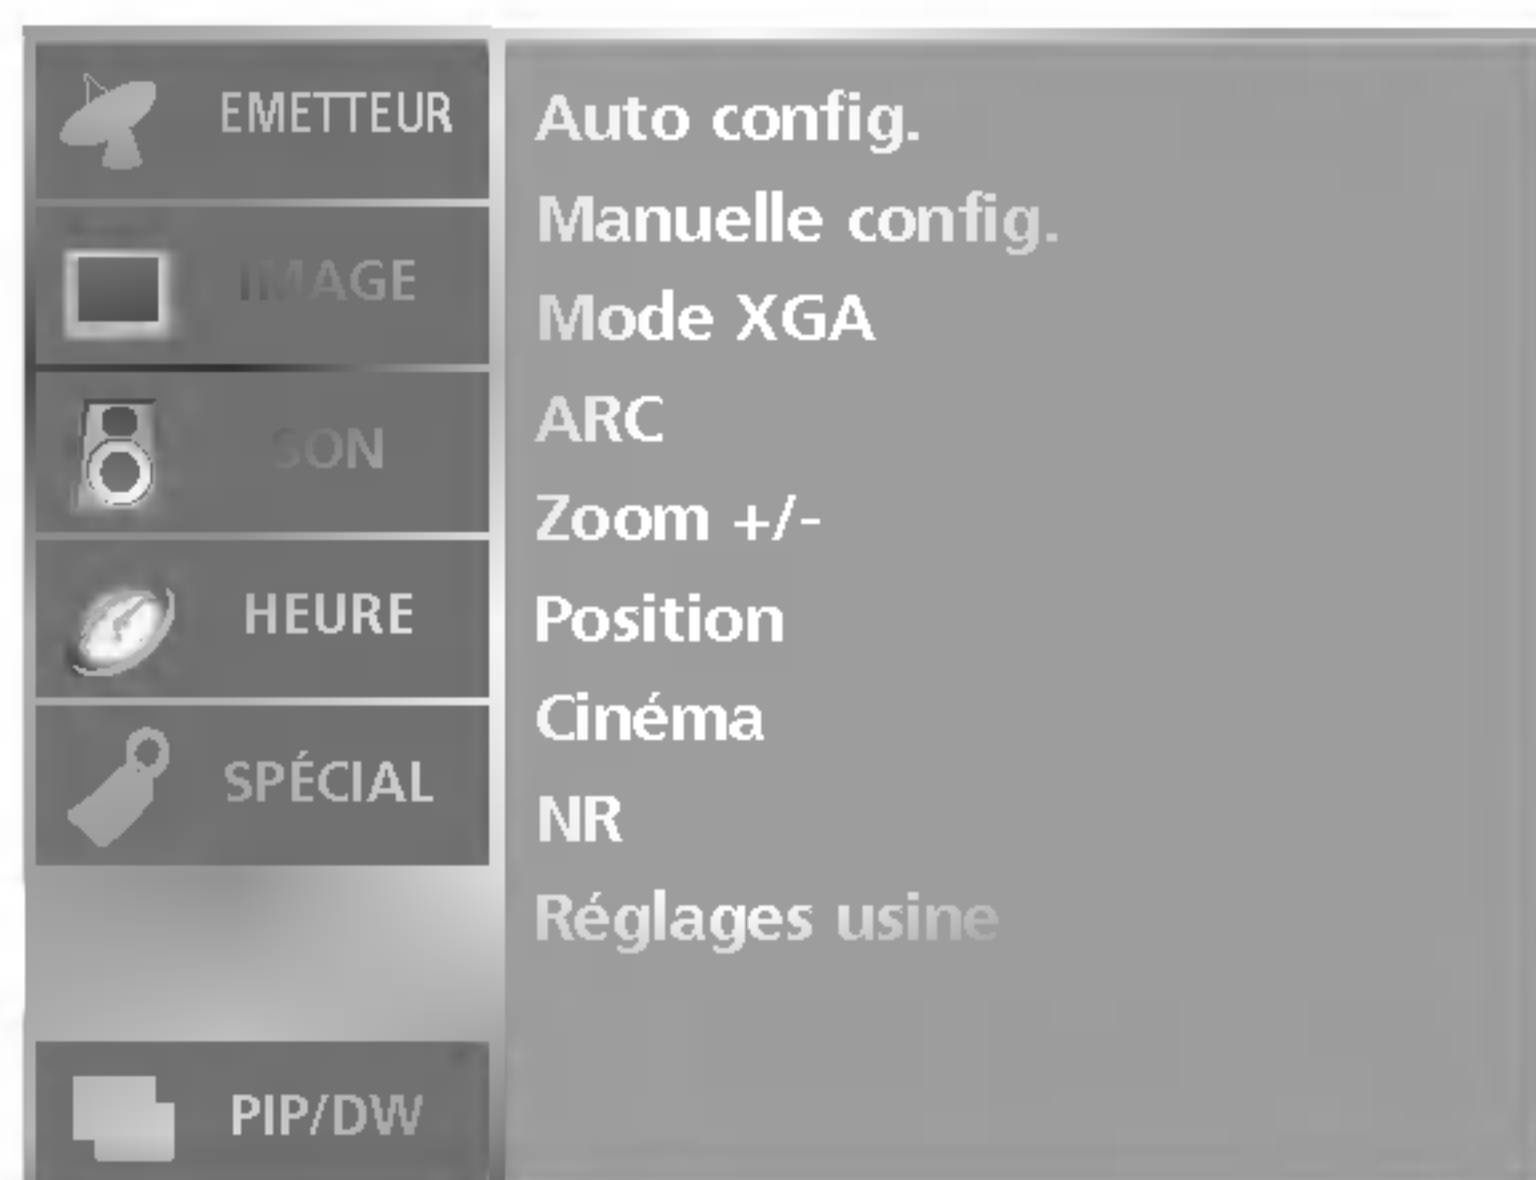 EMETTEUR
IMAGE
SON
HEURE
SPÉCIAL
PIP/DW
Auto config.
Manuelle config.
Mode XGA
ARC
Zoom +/-
Position
Cinéma
NR
Réglages usine